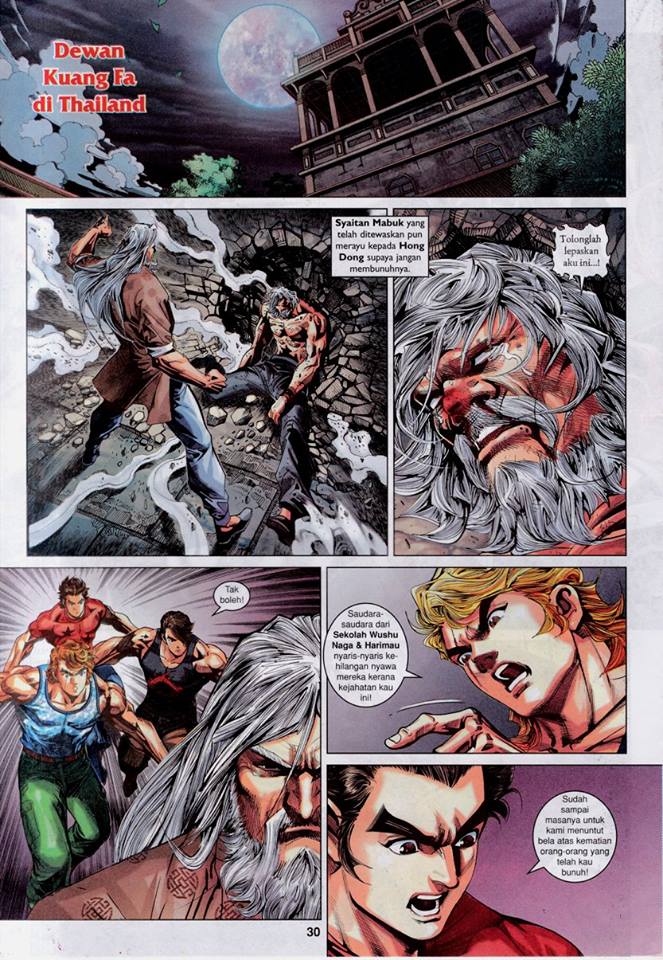 Dewan
Kuang Fa
di Thailand
Syaitan Mabuk yang
telah ditewaskan pun
merayu kepada Hong
Dong supaya jangan
membunuhnya.
Tolonglah
lepaskan
aku ini...!
Tak
boleh!
Saudara-
saudara dari
Sekolah Wushu
Naga & Harimau
nyaris-nyaris ke-
hilangan nyawa
mereka kerana
kejahatan kau
ini!
Sudah
sampai
masanya untuk
kami menuntut
bela atas kematian
orang-orang yang
telah kau
bunuh!
30